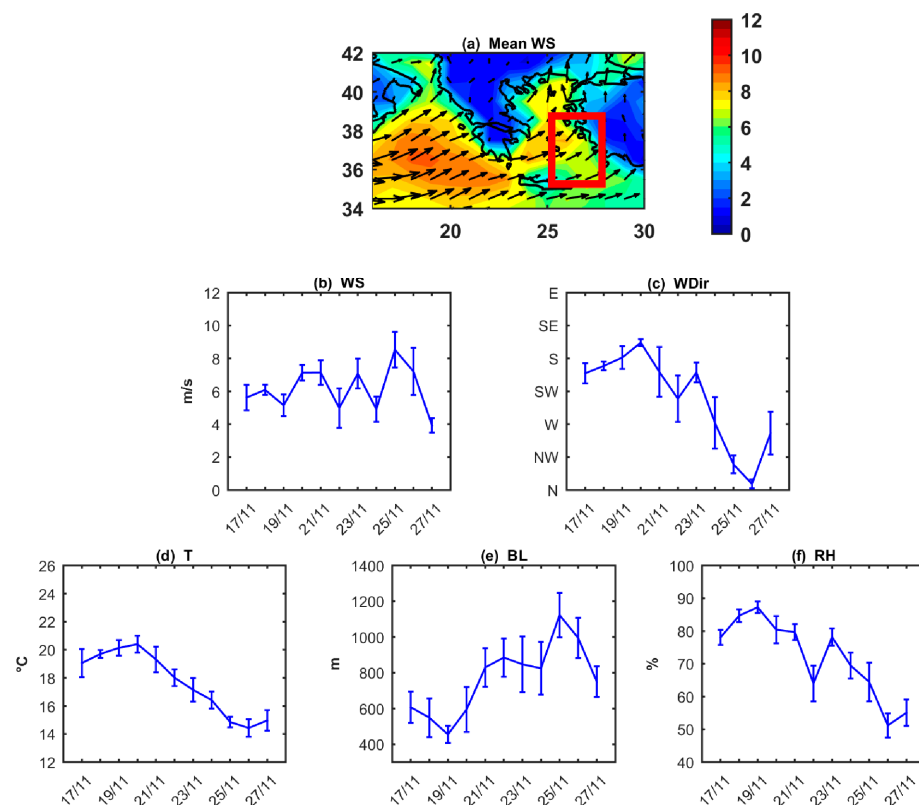 (a) Mean WS
42
40
38
36
34
20 25 30
12
10
8
6
4
2
0
(b) WS
12
10
8
6
4
2
0
m/s
17/11 19/11 21/11 23/11 25/11 27/11
(c) WDir
E
SE
S
SW
W
NW
N
17/11 19/11 21/11 23/11 25/11 27/11
(d) T
26
24
22
20
18
16
14
12
°C
17/11 19/11 21/11 23/11 25/11 27/11
(e) BL
1400
1200
1000
800
600
400
m
17/11 19/11 21/11 23/11 25/11 27/11
(f) RH
100
90
80
70
60
50
40
%
17/11 19/11 21/11 23/11 25/11 27/11